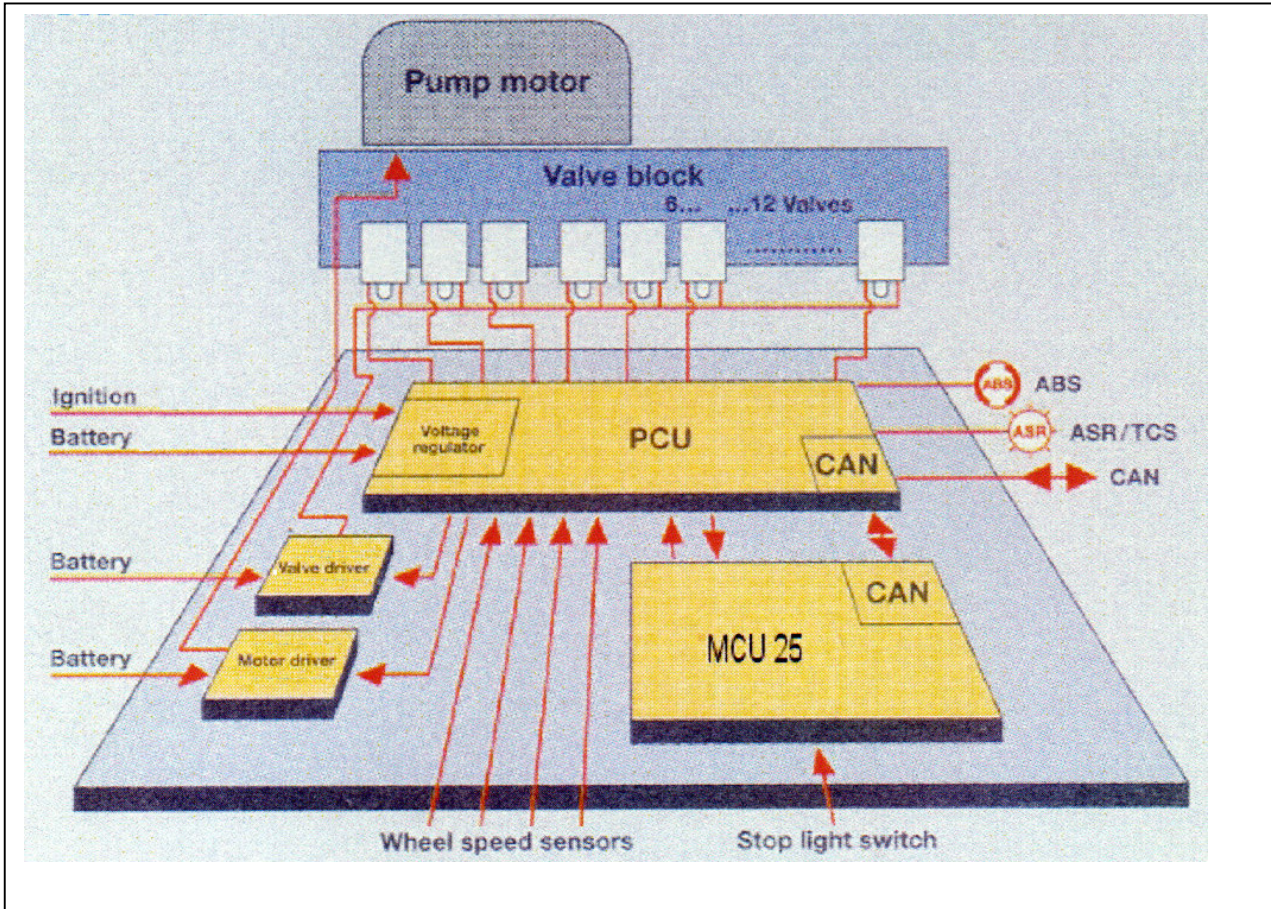 Pump motor
Valve block
6... ...12 Valves
Ignition
Battery
Voltage
regulator
PCU
CAN
ABS
ABS
ASR
ASR/TCS
CAN
Battery
Valve driver
CAN
MCU 25
Battery
Motor driver
Wheel speed sensors
Stop light switch